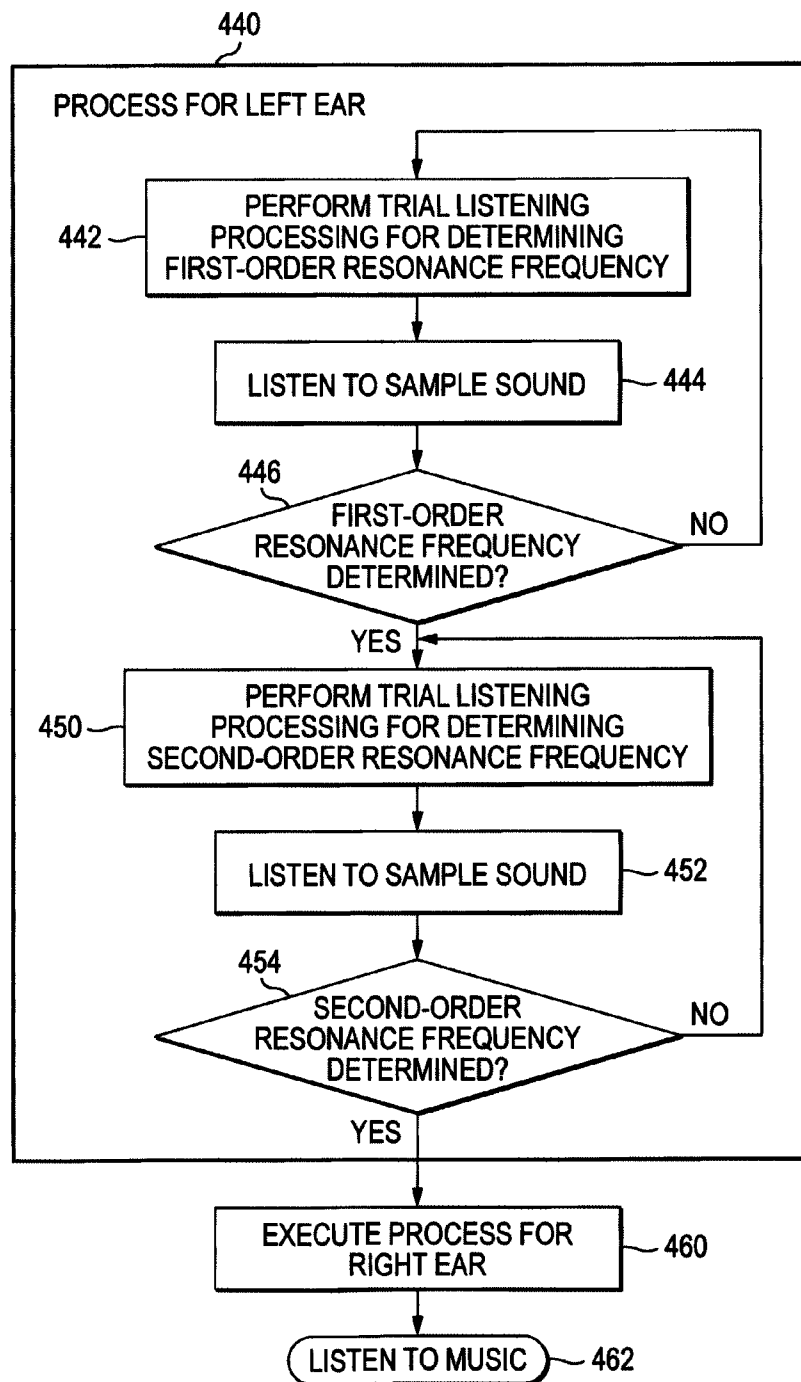 440
PROCESS FOR LEFT EAR
442
PERFORM TRIAL LISTENING
PROCESSING FOR DETERMINING
FIRST-ORDER RESONANCE FREQUENCY
LISTEN TO SAMPLE SOUND
444
446
FIRST-ORDER
RESONANCE FREQUENCY
DETERMINED?
NO
YES
450
PERFORM TRIAL LISTENING
PROCESSING FOR DETERMINING
SECOND-ORDER RESONANCE FREQUENCY
LISTEN TO SAMPLE SOUND
452
454
SECOND-ORDER
RESONANCE FREQUENCY
DETERMINED?
NO
YES
EXECUTE PROCESS FOR
RIGHT EAR
460
LISTEN TO MUSIC
462